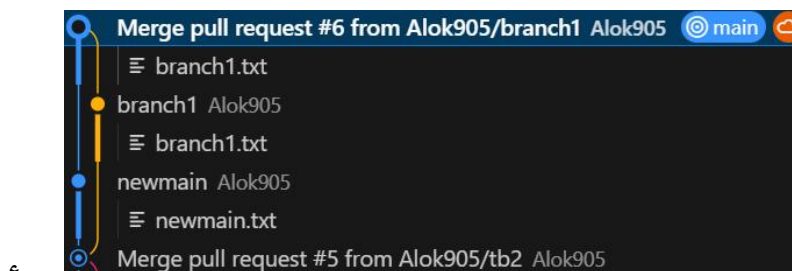 Merge pull request #6 from Alok905/branch1 Alok905 main
branch1.txt
branch1 Alok905
branch1.txt
newmain Alok905
newmain.txt
Merge pull request #5 from Alok905/tb2 Alok905